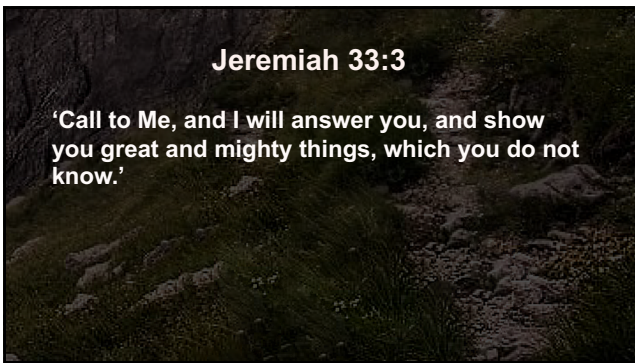 Jeremiah 33:3
‘Call to Me, and I will answer you, and show
you great and mighty things, which you do not
know.’